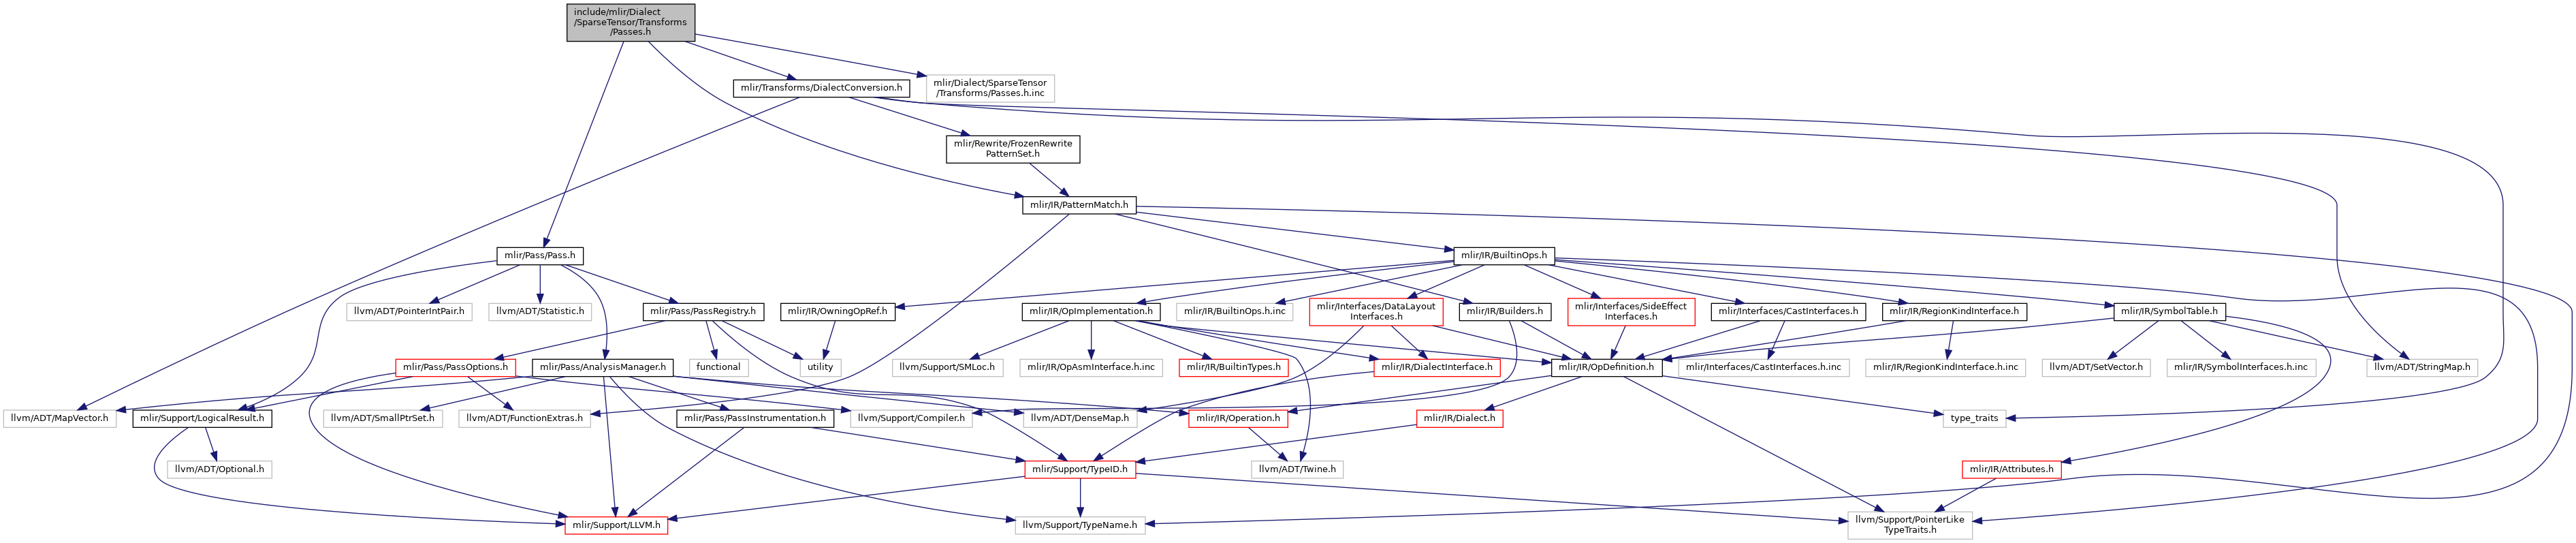 include/mlir/Dialect
/SparseTensor/Transforms
/Passes.h
mlir/Transforms/DialectConversion.h
mlir/Dialect/SparseTensor
/Transforms/Passes.h.inc
mlir/Rewrite/FrozenRewrite
PatternSet.h
mlir/IR/PatternMatch.h
mlir/Pass/Pass.h
mlir/IR/BuiltinOps.h
llvm/ADT/PointerIntPair.h
llvm/ADT/Statistic.h
mlir/Pass/PassRegistry.h
mlir/IR/OwningOpRef.h
mlir/IR/OpImplementation.h
mlir/IR/BuiltinOps.h.inc
mlir/Interfaces/DataLayout
Interfaces.h
mlir/IR/Builders.h
mlir/Interfaces/SideEffect
Interfaces.h
mlir/Interfaces/CastInterfaces.h
mlir/IR/RegionKindInterface.h
mlir/IR/SymbolTable.h
mlir/Pass/PassOptions.h
mlir/Pass/AnalysisManager.h
functional
utility
llvm/Support/SMLoc.h
mlir/IR/OpAsmInterface.h.inc
mlir/IR/BuiltinTypes.h
mlir/IR/DialectInterface.h
mlir/IR/OpDefinition.h
mlir/Interfaces/CastInterfaces.h.inc
mlir/IR/RegionKindInterface.h.inc
llvm/ADT/SetVector.h
mlir/IR/SymbolInterfaces.h.inc
llvm/ADT/StringMap.h
llvm/ADT/MapVector.h
mlir/Support/LogicalResult.h
llvm/ADT/SmallPtrSet.h
llvm/ADT/FunctionExtras.h
mlir/Pass/PassInstrumentation.h
llvm/Support/Compiler.h
llvm/ADT/DenseMap.h
mlir/IR/Operation.h
mlir/IR/Dialect.h
type_traits
llvm/ADT/Optional.h
mlir/Support/TypeID.h
llvm/ADT/Twine.h
mlir/IR/Attributes.h
mlir/Support/LLVM.h
llvm/Support/TypeName.h
llvm/Support/PointerLike
TypeTraits.h